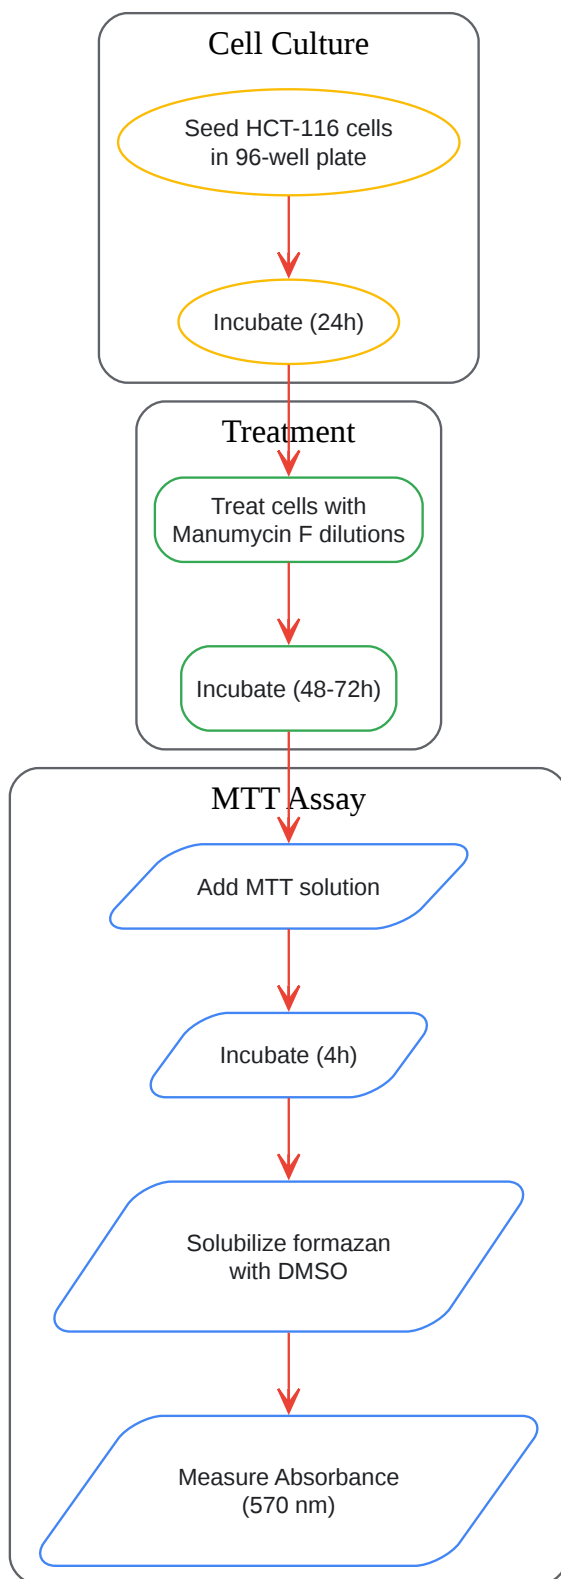 Cell Culture
Seed HCT-116 cells
in 96-well plate
Incubate (24h)
Treatment
Treat cells with
Manumycin F dilutions
Incubate (48-72h)
MTT Assay
Add MTT solution
Incubate (4h)
Solubilize formazan
with DMSO
Measure Absorbance
(570 nm)